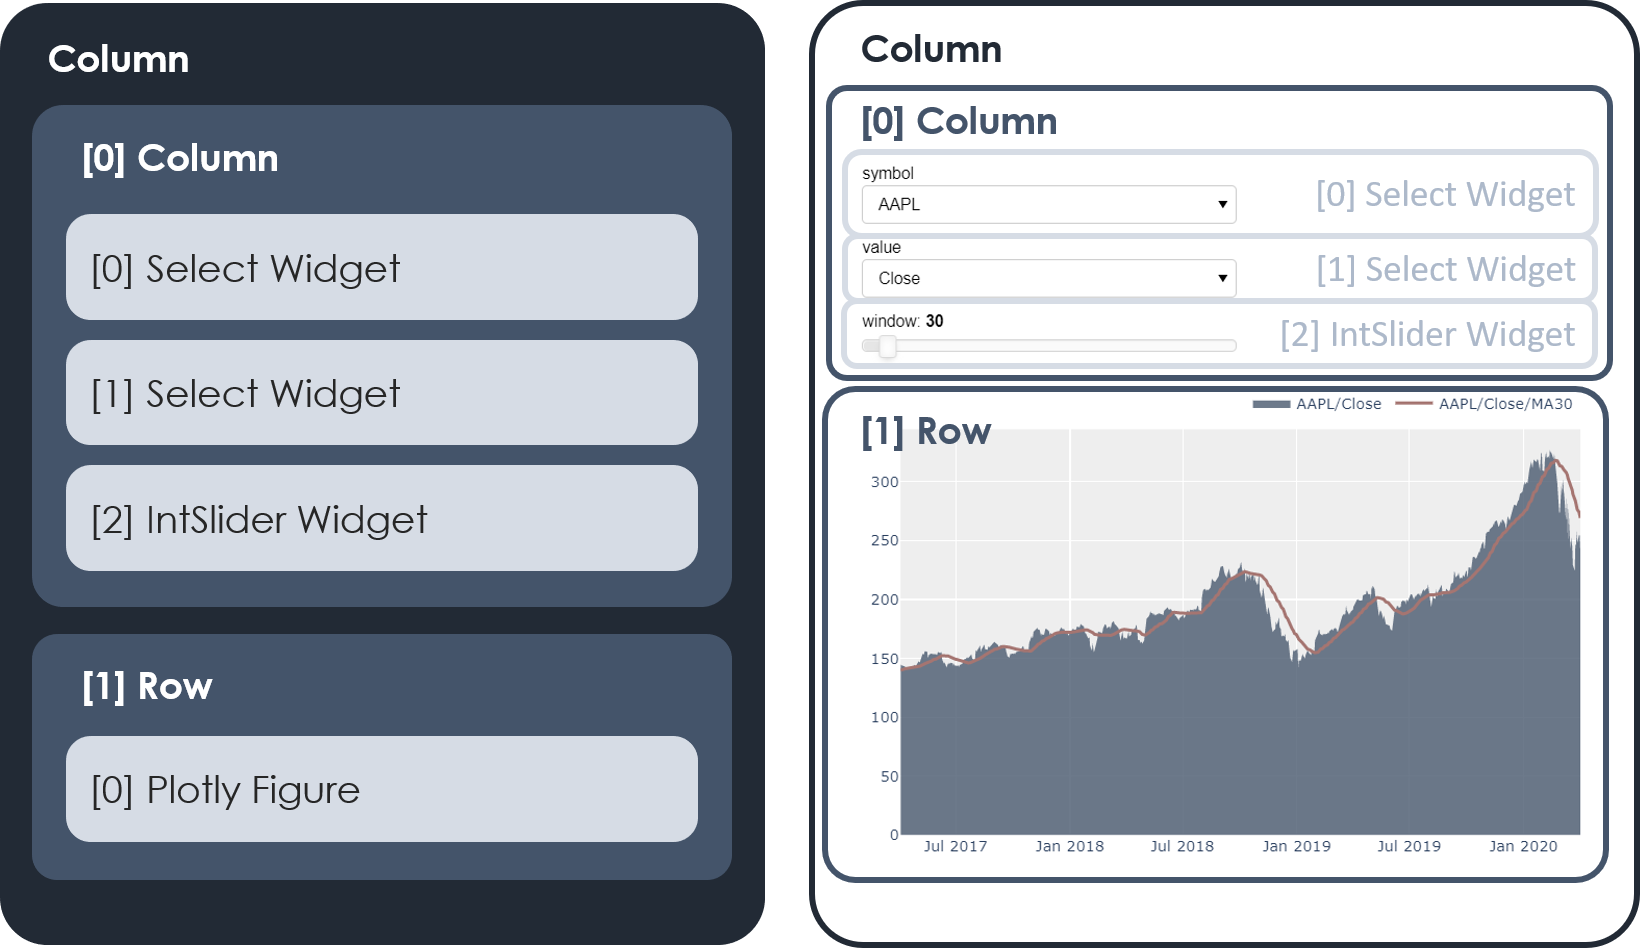 Column
[0] Column
[0] Select Widget
[1] Select Widget
[2] IntSlider Widget
[1] Row
[0] Plotly Figure
Column
[0] Column
symbol
AAPL
[0] Select Widget
value
Close
[1] Select Widget
window: 30
[2] IntSlider Widget
AAPL/Close AAPL/Close/MA30
[1] Row
300
250
200
150
100
50
0
Jul 2017 Jan 2018 Jul 2018 Jan 2019 Jul 2019 Jan 2020